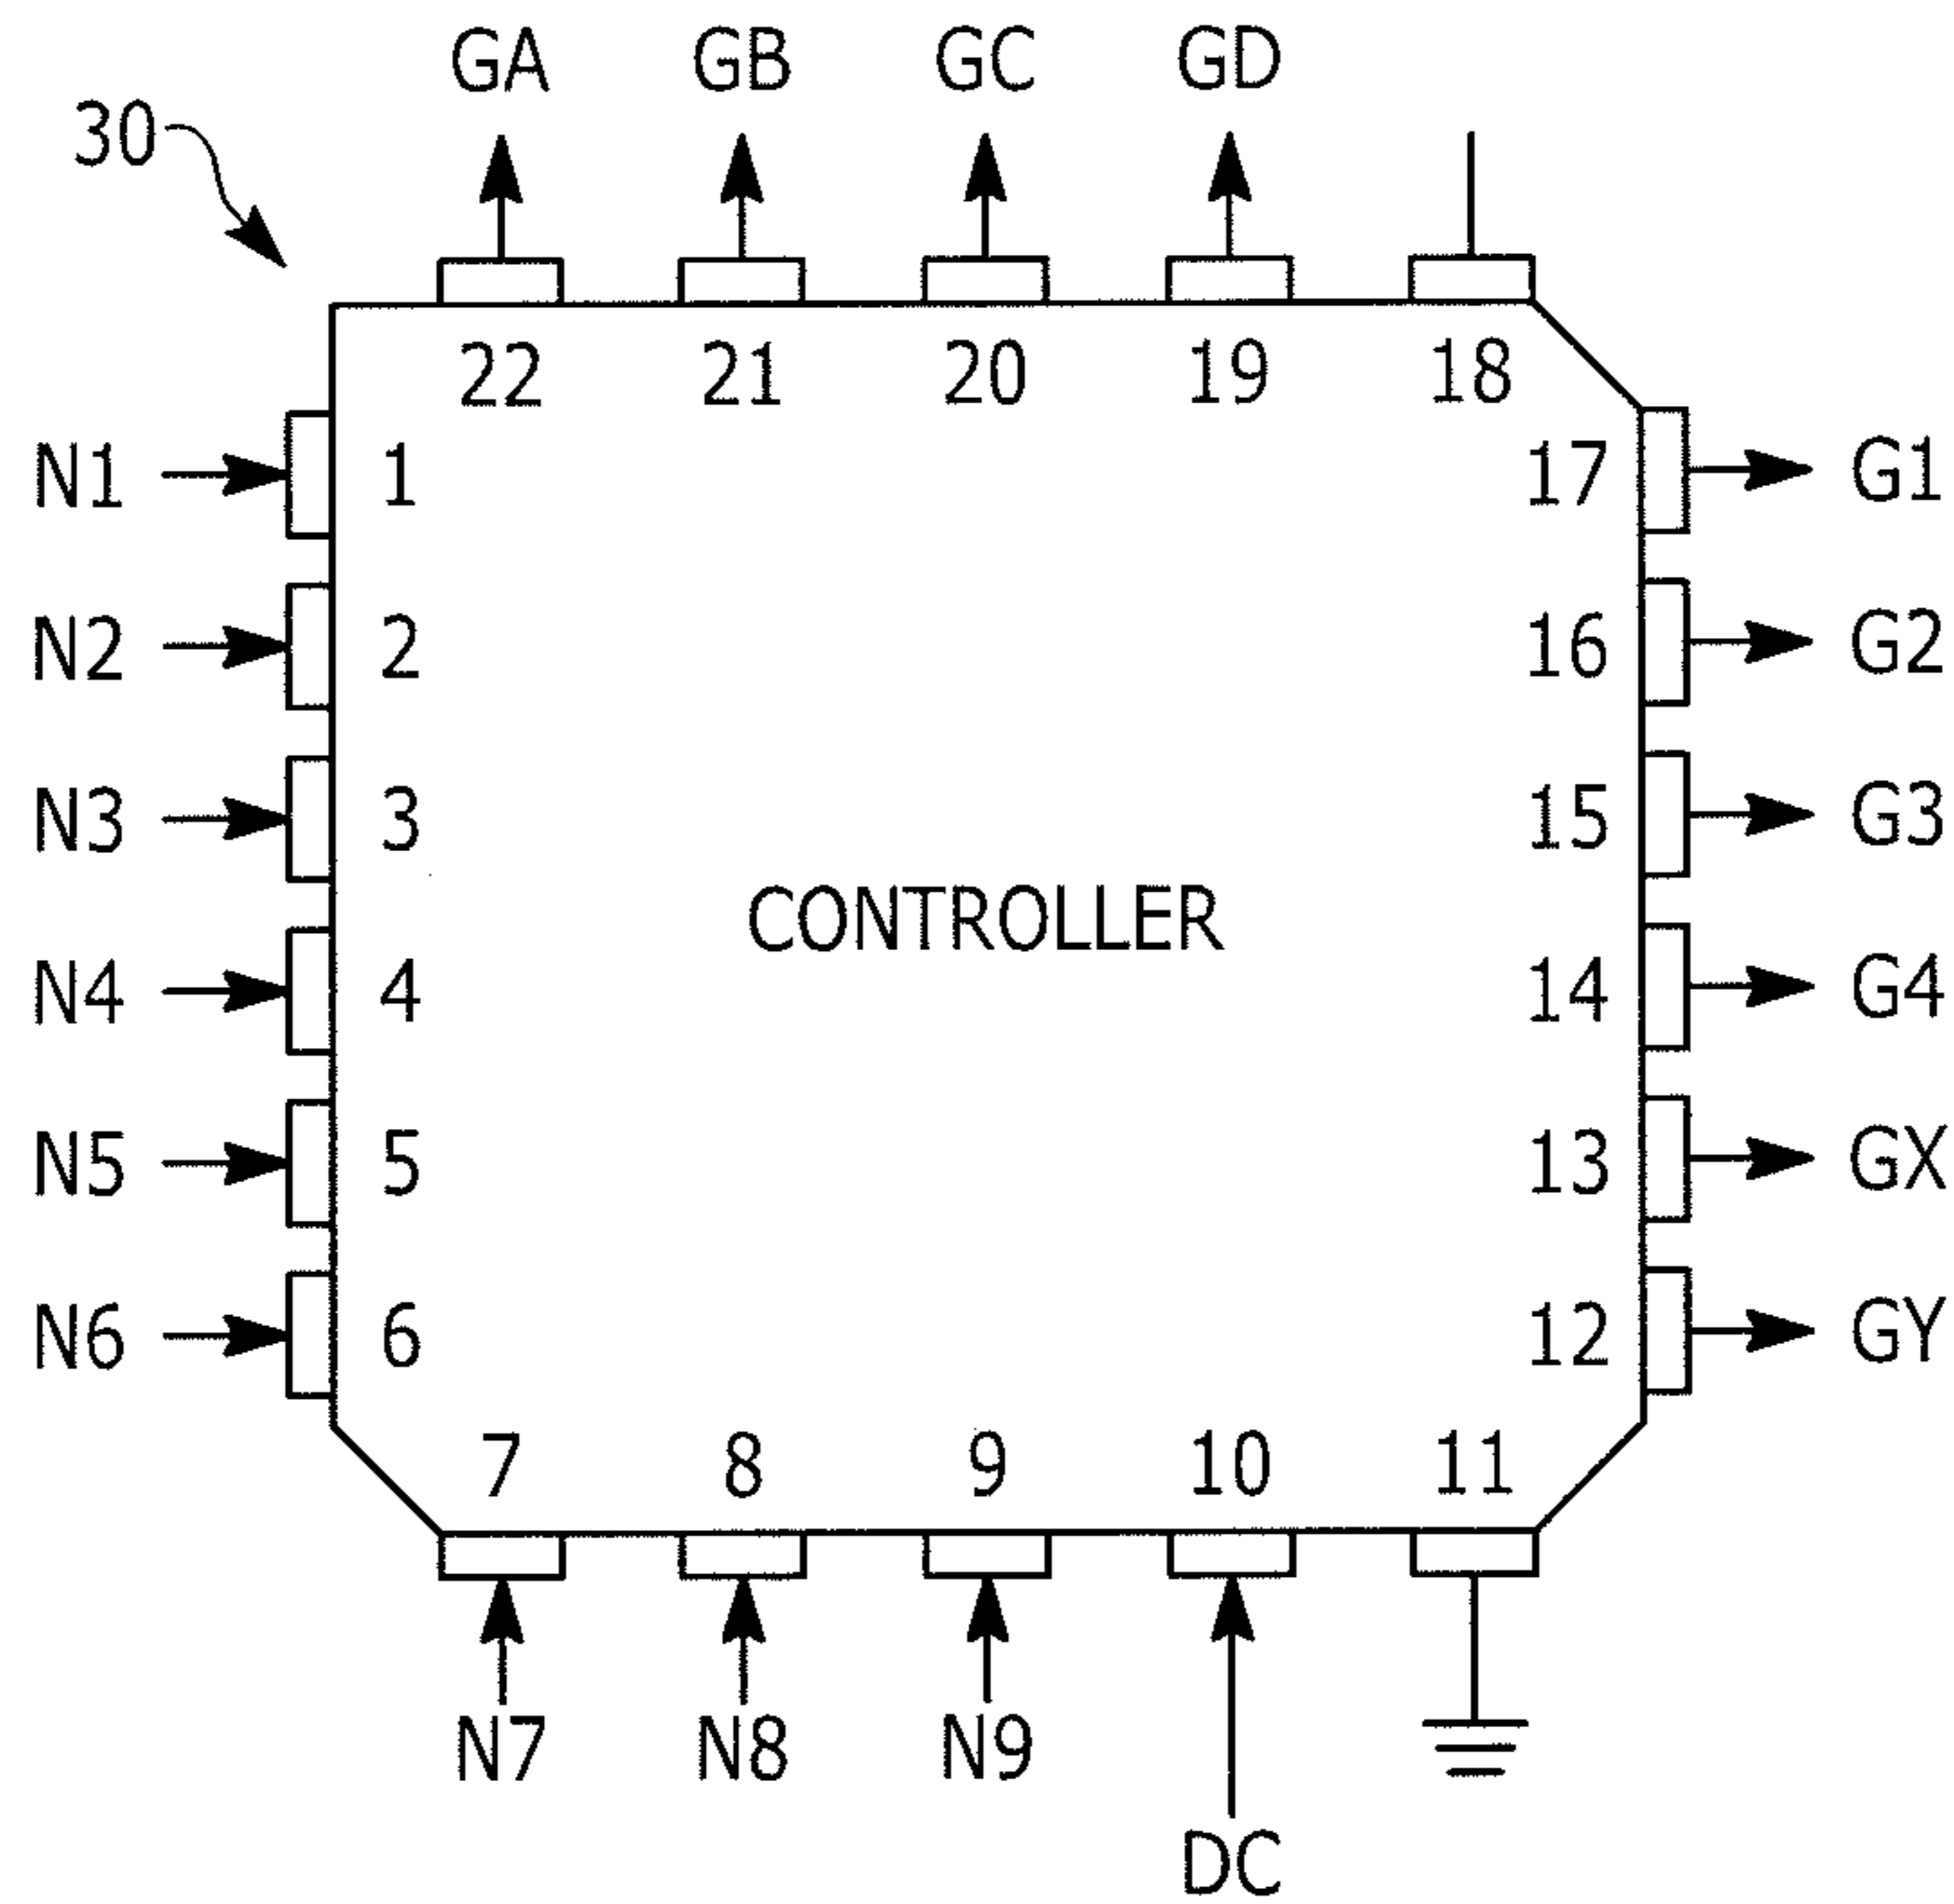 GA GB GC GD
30
22 21 20 19 18
N1 1 17 G1
N2 2 16 G2
N3 3 15 G3
CONTROLLER
N4 4 14 G4
N5 5 13 GX
N6 6 12 GY
7 8 9 10 11
N7 N8 N9
DC